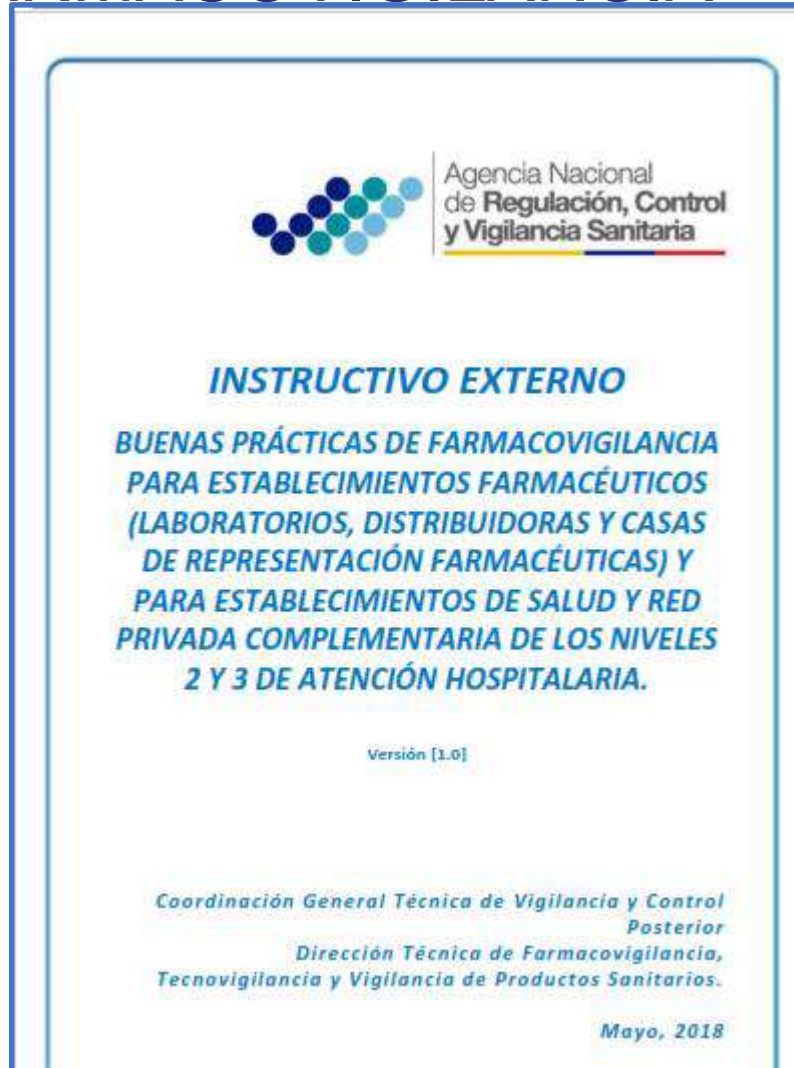 Agencia Nacional
de Regulación, Control
y Vigilancia Sanitaria
INSTRUCTIVO EXTERNO
BUENAS PRÁCTICAS DE FARMACOVIGILANCIA
PARA ESTABLECIMIENTOS FARMACÉUTICOS
(LABORATORIOS, DISTRIBUIDORAS Y CASAS
DE REPRESENTACIÓN FARMACÉUTICAS) Y
PARA ESTABLECIMIENTOS DE SALUD Y RED
PRIVADA COMPLEMENTARIA DE LOS NIVELES
2 Y 3 DE ATENCIÓN HOSPITALARIA.
Versión [1.0]
Coordinación General Técnica de Vigilancia y Control
Posterior
Dirección Técnica de Farmacovigilancia,
Tecnovigilancia y Vigilancia de Productos Sanitarios.
Mayo, 2018